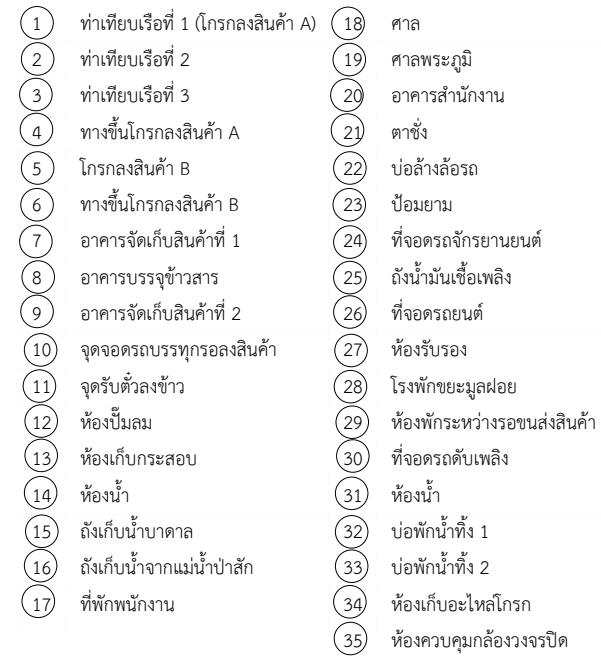 1 ท่าเทียบเรือที่ 1 (โกรกลงสินค้า A)
2 ท่าเทียบเรือที่ 2
3 ท่าเทียบเรือที่ 3
4 ทางขึ้นโกรกลงสินค้า A
5 โกรกลงสินค้า B
6 ทางขึ้นโกรกลงสินค้า B
7 อาคารจัดเก็บสินค้าที่ 1
8 อาคารบรรจุข้าวสาร
9 อาคารจัดเก็บสินค้าที่ 2
10 จุดจอดรถบรรทุกรอลงสินค้า
11 จุดรับตั๋วลงข้าว
12 ห้องปั๊มลม
13 ห้องเก็บกระสอบ
14 ห้องน้ำ
15 ถังเก็บน้ำบาดาล
16 ถังเก็บน้ำจากแม่น้ำป่าสัก
17 ที่พักพนักงาน
18 ศาล
19 ศาลพระภูมิ
20 อาคารสำนักงาน
21 ตาชั่ง
22 บ่อล้างล้อรถ
23 ป้อมยาม
24 ที่จอดรถจักรยานยนต์
25 ถังน้ำมันเชื้อเพลิง
26 ที่จอดรถยนต์
27 ห้องรับรอง
28 โรงพักขยะมูลฝอย
29 ห้องพักระหว่างรอขนส่งสินค้า
30 ที่จอดรถดับเพลิง
31 ห้องน้ำ
32 บ่อพักน้ำทิ้ง 1
33 บ่อพักน้ำทิ้ง 2
34 ห้องเก็บอะไหล่โกรก
35 ห้องควบคุมกล้องวงจรปิด